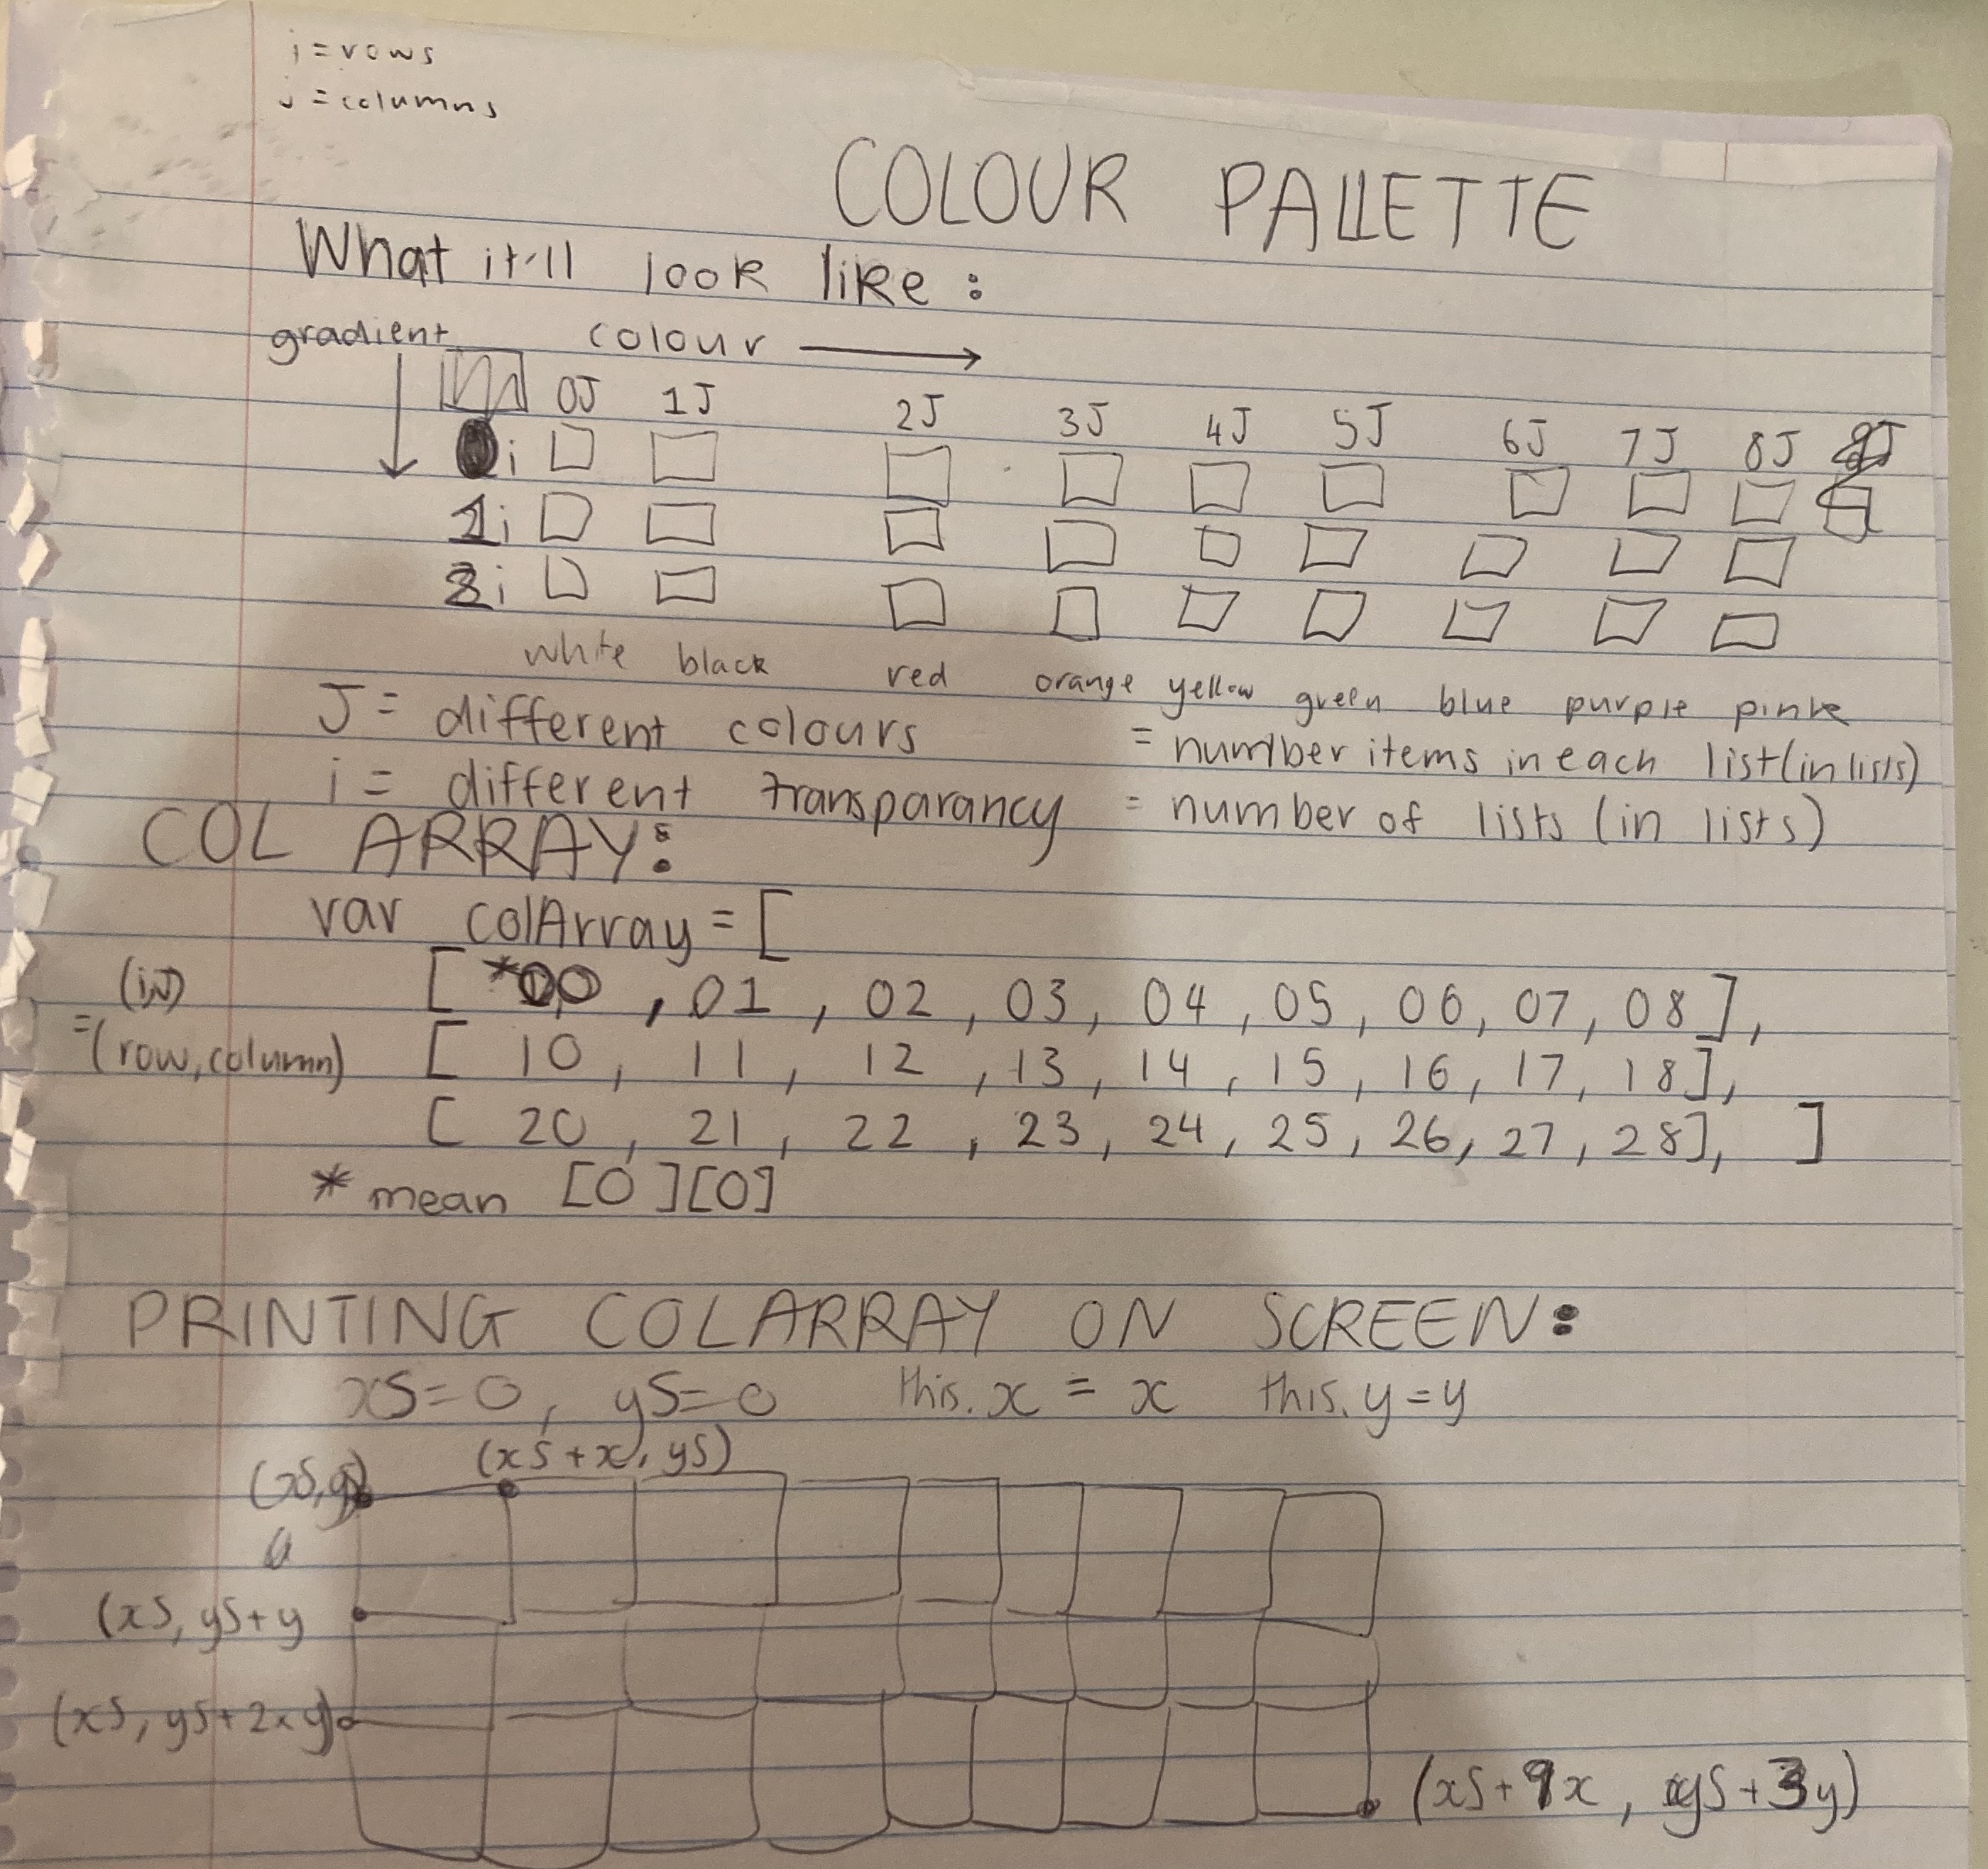 i = rows
j = columns
COLOUR PALLETTE
What it'll look like :
gradient colour
0J 1J 2J 3J 4J 5J 6J 7J 8J
0i
1i
2i
white black red orange yellow green blue purple pink
J = different colours = number items in each list (in lists)
i = different transparancy = number of lists (in lists)
COL ARRAY:
var colArray = [
(iJ) [ *00 , 01 , 02 , 03 , 04 , 05 , 06 , 07 , 08 ],
= (row, column) [ 10 , 11 , 12 , 13 , 14 , 15 , 16 , 17 , 18 ],
[ 20 , 21 , 22 , 23 , 24 , 25 , 26 , 27 , 28 ], ]
* mean [0][0]
PRINTING COLARRAY ON SCREEN:
xS = 0 , yS = 0 this.x = x this.y = y
(xS, yS) (xS + x, yS)
(xS, yS + y
(xS, yS + 2 x y)
(xS + 9x , yS + 3y)